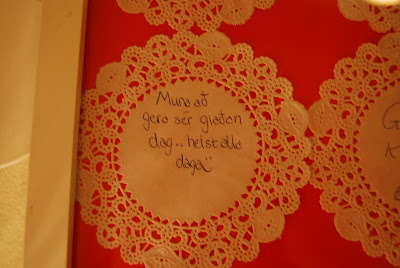 Muna að
gera sér glaðan
dag.. helst alla
daga